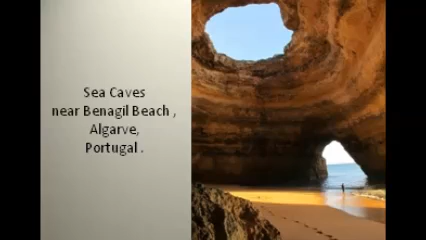 Sea Caves
near Benagil Beach ,
Algarve,
Portugal .